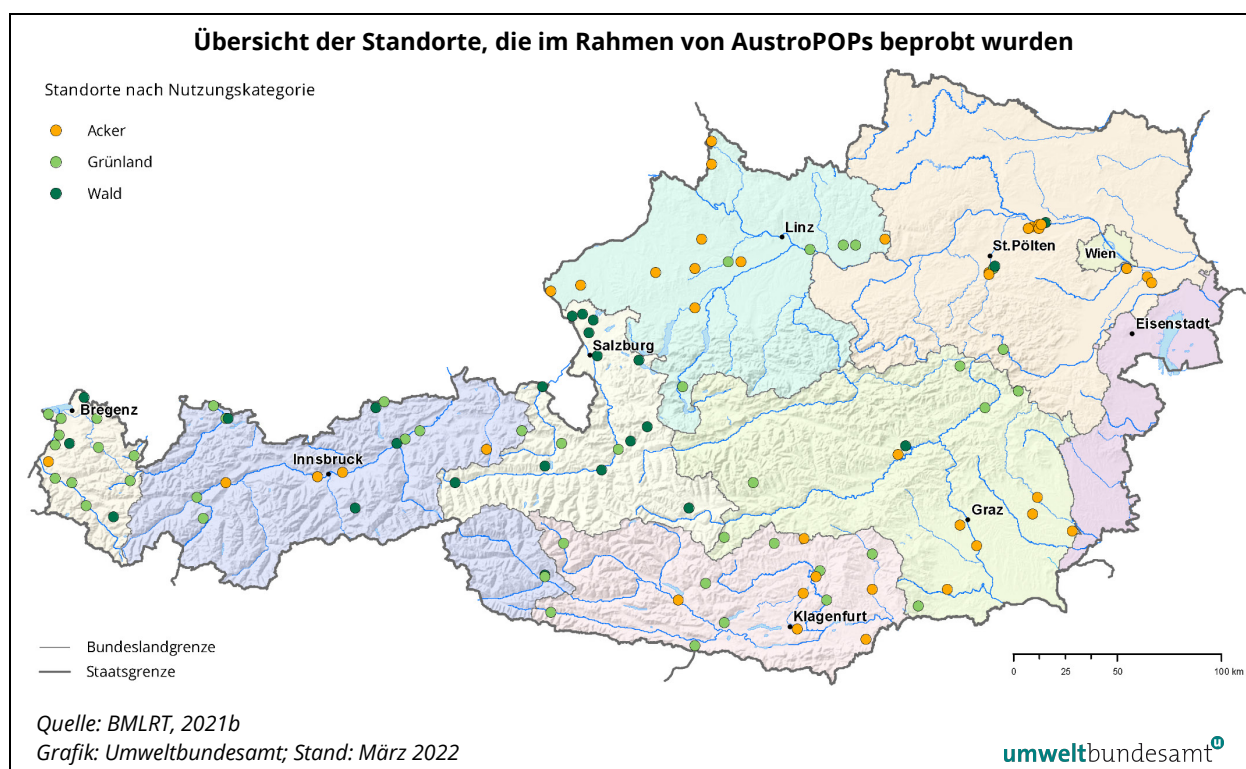 Übersicht der Standorte, die im Rahmen von AustroPOPs beprobt wurden
Standorte nach Nutzungskategorie
Acker
Grünland
Wald
Linz
St.Pölten
Wien
Eisenstadt
Salzburg
Bregenz
Innsbruck
Graz
Klagenfurt
Bundeslandgrenze
Staatsgrenze
0 25 50 100 km
Quelle: BMLRT, 2021b
Grafik: Umweltbundesamt; Stand: März 2022
umweltbundesamt u